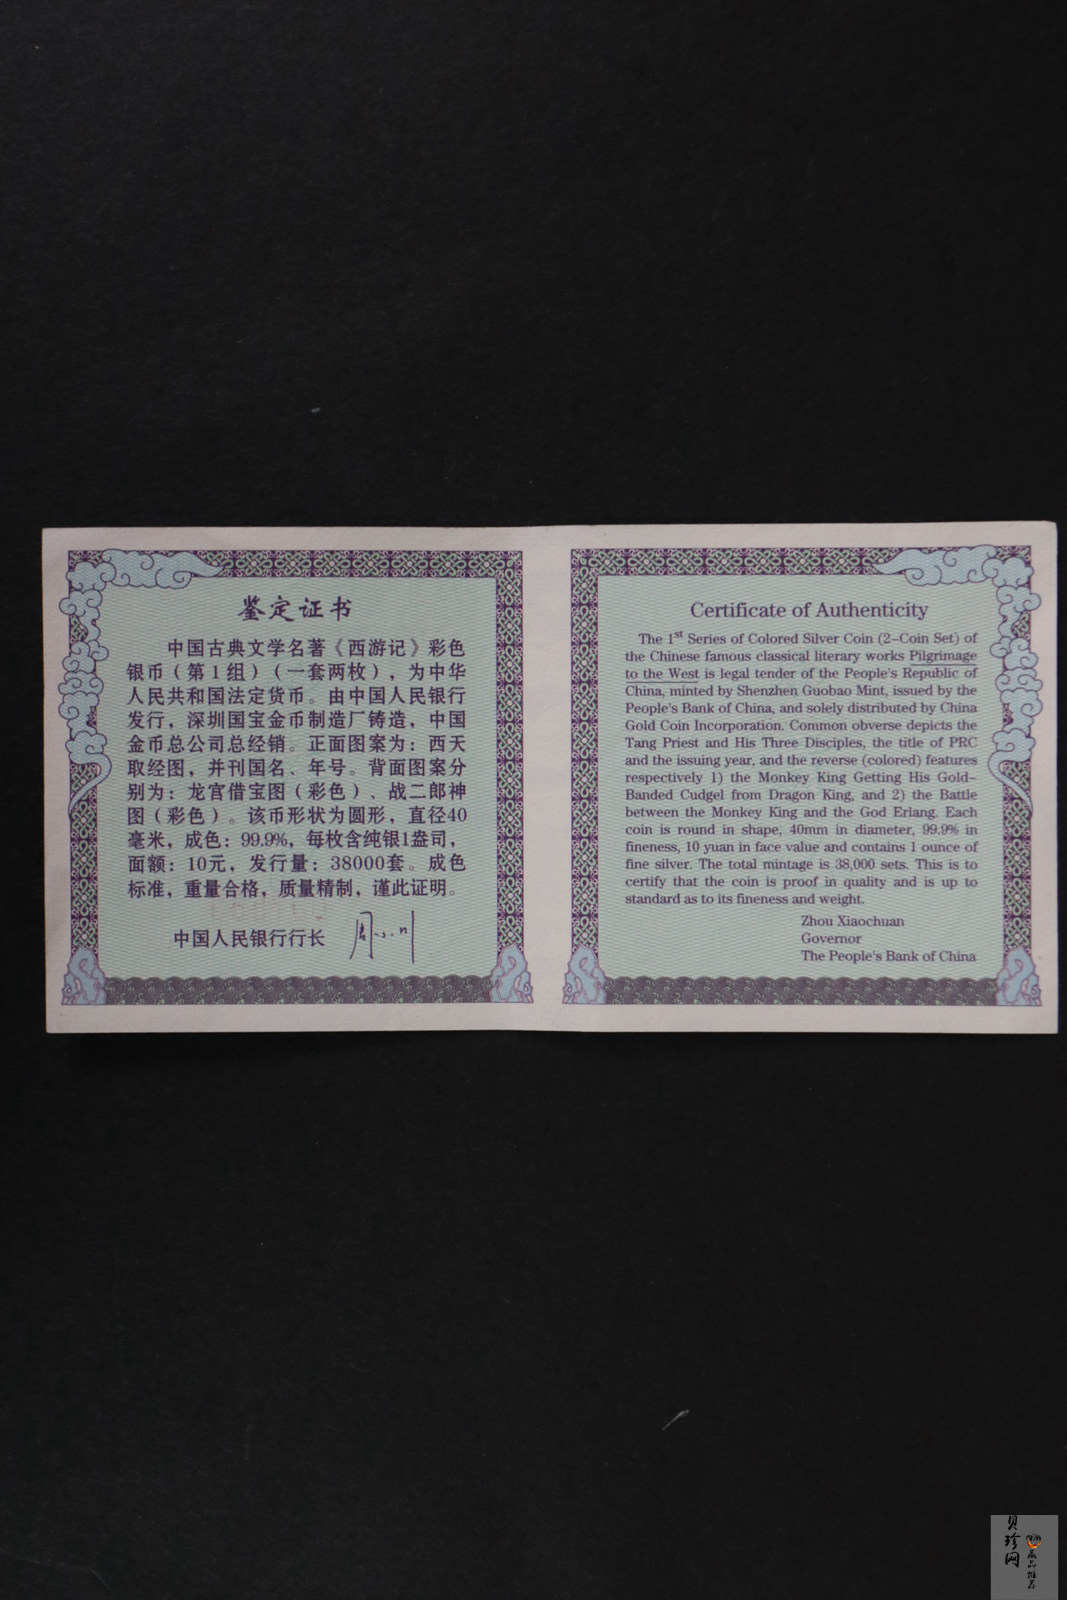 鉴定证书
中国古典文学名著《西游记》彩色
银币（第1组）（一套两枚），为中华
人民共和国法定货币。由中国人民银行
发行，深圳国宝金币制造厂铸造，中国
金币总公司总经销。正面图案为：西天
取经图，并刊国名、年号。背面图案分
别为：龙宫借宝图（彩色）、战二郎神
图（彩色）。该币形状为圆形，直径40
毫米，成色：99.9%，每枚含纯银1盎司，
面额：10元，发行量：38000套。成色
标准，重量合格，质量精制，谨此证明。
中国人民银行行长
Certificate of Authenticity
The 1st Series of Colored Silver Coin (2-Coin Set) of
the Chinese famous classical literary works Pilgrimage
to the West is legal tender of the People's Republic of
China, minted by Shenzhen Guobao Mint, issued by the
People's Bank of China, and solely distributed by China
Gold Coin Incorporation. Common obverse depicts the
Tang Priest and His Three Disciples, the title of PRC
and the issuing year, and the reverse (colored) features
respectively 1) the Monkey King Getting His Gold-
Banded Cudgel from Dragon King, and 2) the Battle
between the Monkey King and the God Erlang. Each
coin is round in shape, 40mm in diameter, 99.9% in
fineness, 10 yuan in face value and contains 1 ounce of
fine silver. The total mintage is 38,000 sets. This is to
certify that the coin is proof in quality and is up to
standard as to its fineness and weight.
Zhou Xiaochuan
Governor
The People's Bank of China
贝珍网
藏品推荐